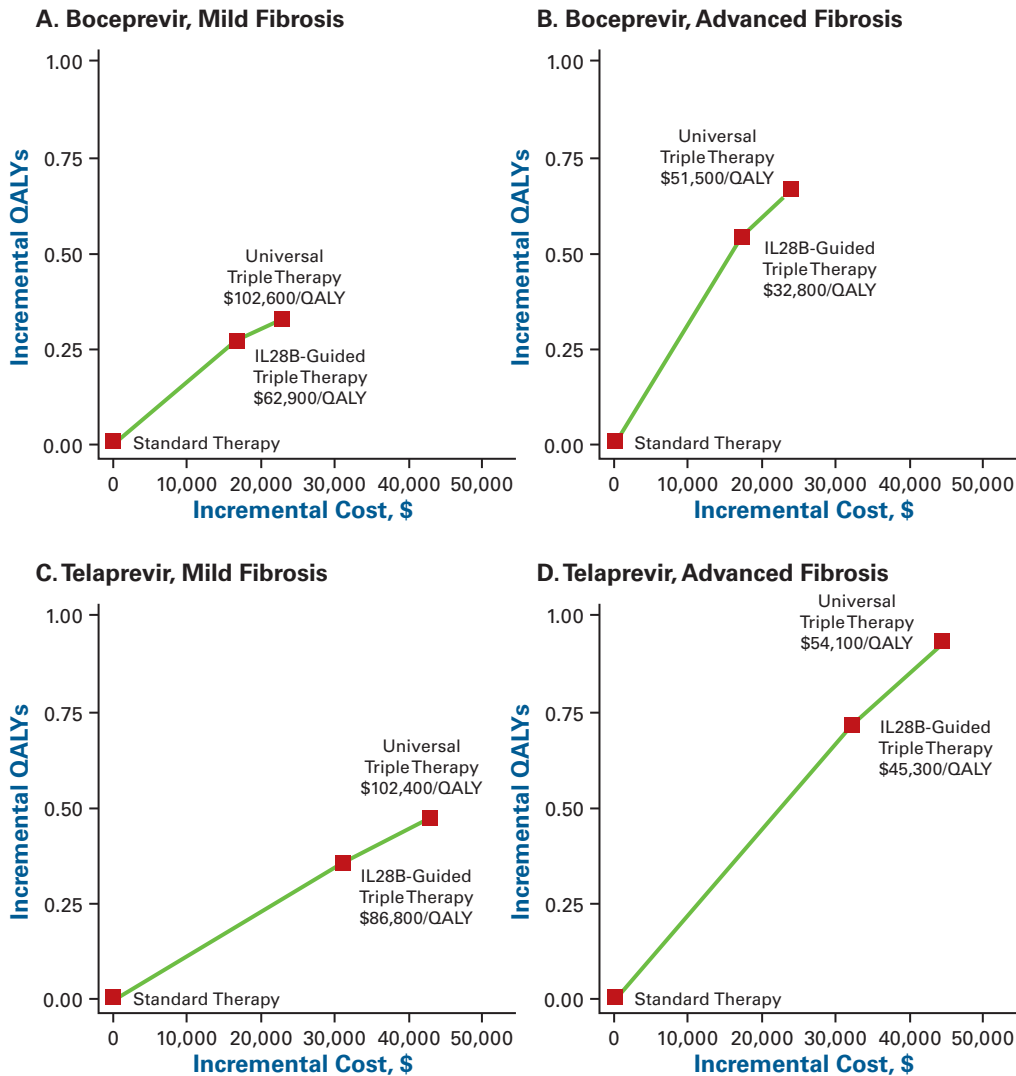 A. Boceprevir, Mild Fibrosis
Incremental QALYs
1.00
0.75
0.50
0.25
0.00
Universal
Triple Therapy
$102,600/QALY
IL28B-Guided
Triple Therapy
$62,900/QALY
Standard Therapy
0 10,000 20,000 30,000 40,000 50,000
Incremental Cost, $
B. Boceprevir, Advanced Fibrosis
Incremental QALYs
1.00
0.75
0.50
0.25
0.00
Universal
Triple Therapy
$51,500/QALY
IL28B-Guided
Triple Therapy
$32,800/QALY
Standard Therapy
0 10,000 20,000 30,000 40,000 50,000
Incremental Cost, $
C. Telaprevir, Mild Fibrosis
Incremental QALYs
1.00
0.75
0.50
0.25
0.00
Universal
Triple Therapy
$102,400/QALY
IL28B-Guided
Triple Therapy
$86,800/QALY
Standard Therapy
0 10,000 20,000 30,000 40,000 50,000
Incremental Cost, $
D. Telaprevir, Advanced Fibrosis
Incremental QALYs
1.00
0.75
0.50
0.25
0.00
Universal
Triple Therapy
$54,100/QALY
IL28B-Guided
Triple Therapy
$45,300/QALY
Standard Therapy
0 10,000 20,000 30,000 40,000 50,000
Incremental Cost, $